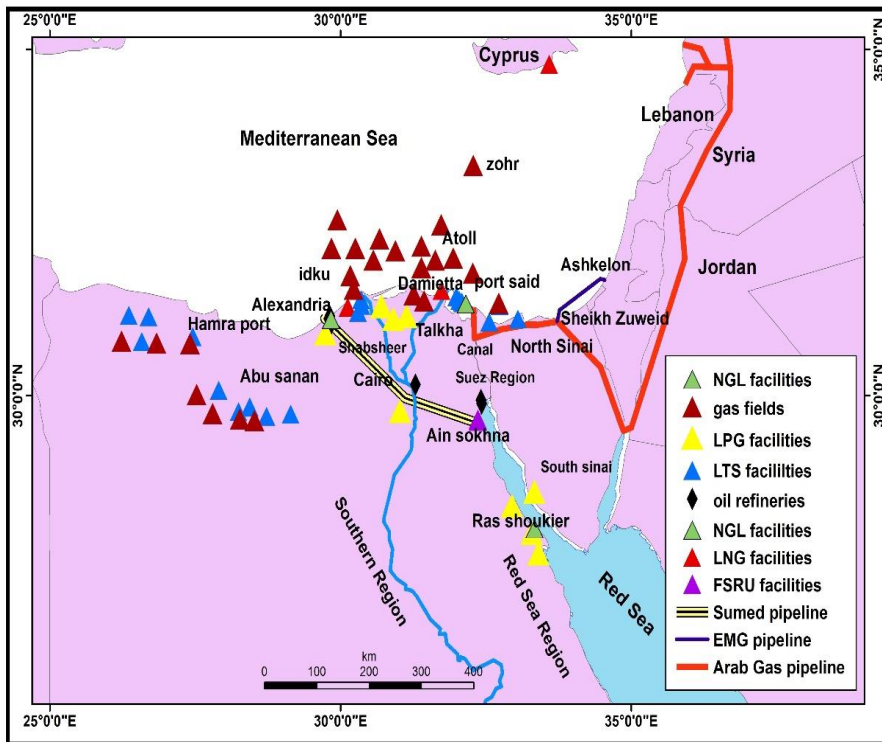 25°0'0"E
30°0'0"E
35°0'0"E
35°0'0"N
35°0'0"N
Cyprus
Mediterranean Sea
Lebanon
Syria
zohr
Atoll
Ashkelon
Jordan
idku
Damietta
port said
Alexandria
Sheikh Zuweid
Hamra port
Talkha
Shabsheer
Canal
North Sinai
Abu sanan
Cairo
Suez Region
30°0'0"N
30°0'0"N
Ain sokhna
South sinai
Ras shoukier
Southern Region
Red Sea Region
Red Sea
NGL facilities
gas fields
LPG facilities
LTS facililties
oil refineries
NGL facilities
LNG facilities
FSRU facilities
Sumed pipeline
EMG pipeline
Arab Gas pipeline
km
0 100 200 300 400
25°0'0"E
30°0'0"E
35°0'0"E